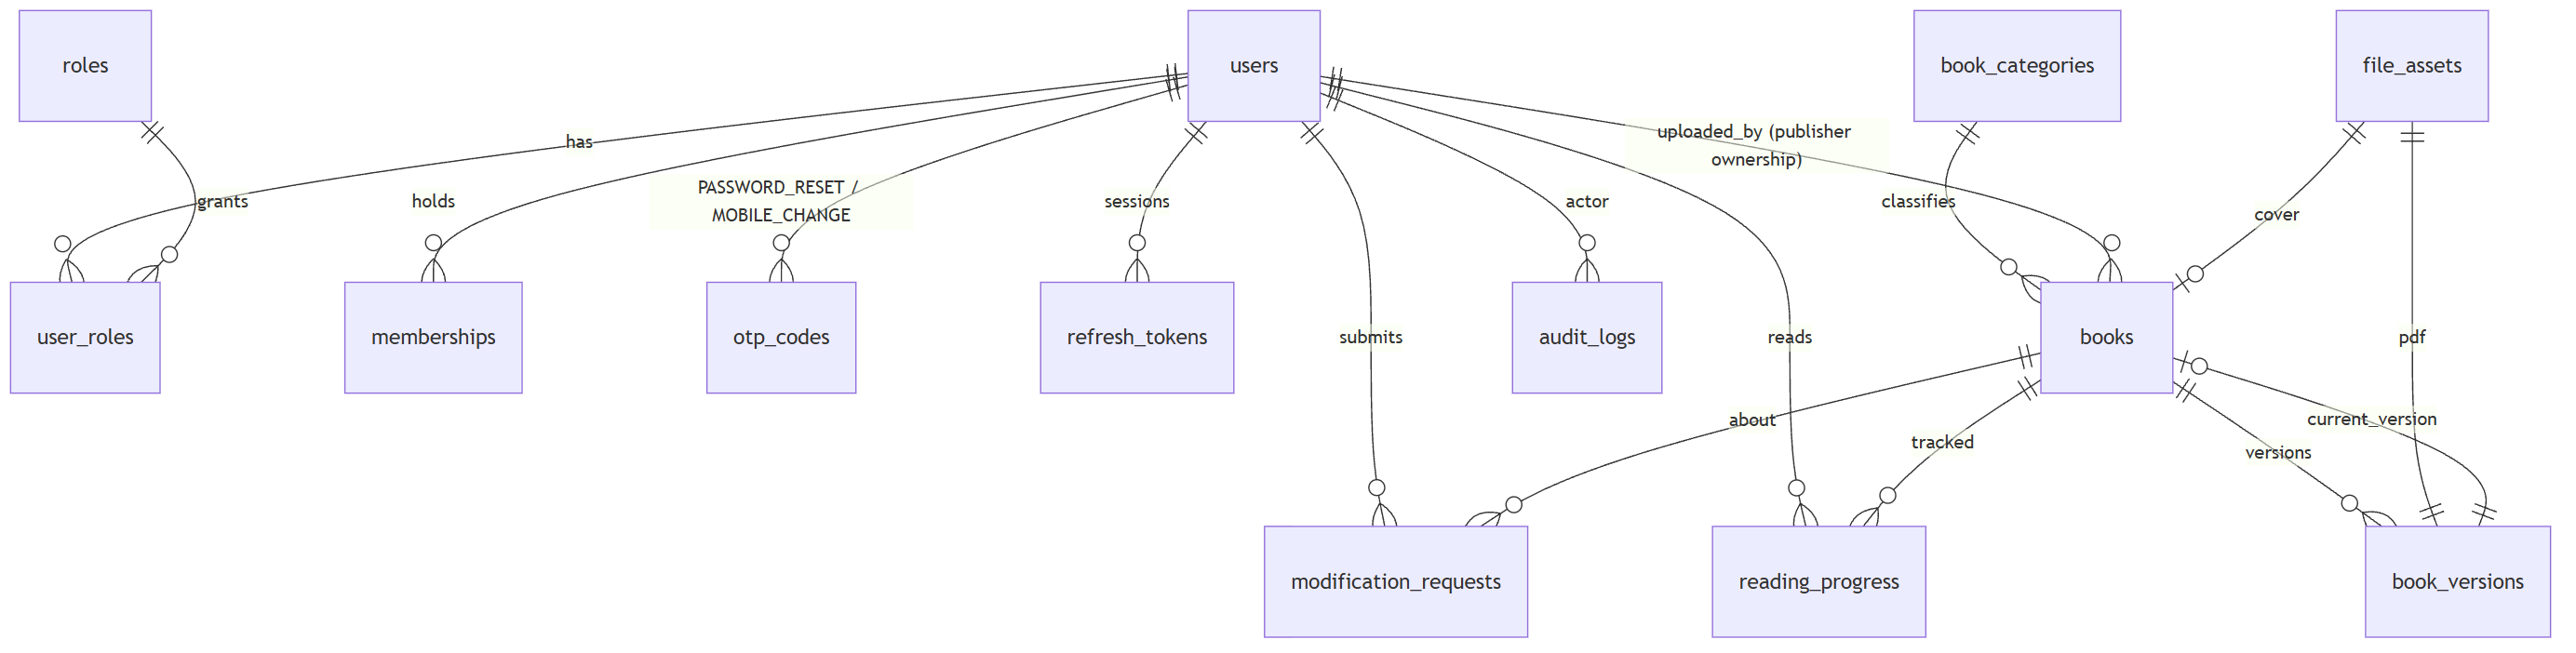 roles
users
book_categories
file_assets
has
uploaded_by (publisher
ownership)
PASSWORD_RESET /
MOBILE_CHANGE
grants
holds
sessions
actor
classifies
cover
user_roles
memberships
otp_codes
refresh_tokens
submits
audit_logs
reads
books
pdf
about
tracked
current_version
versions
modification_requests
reading_progress
book_versions